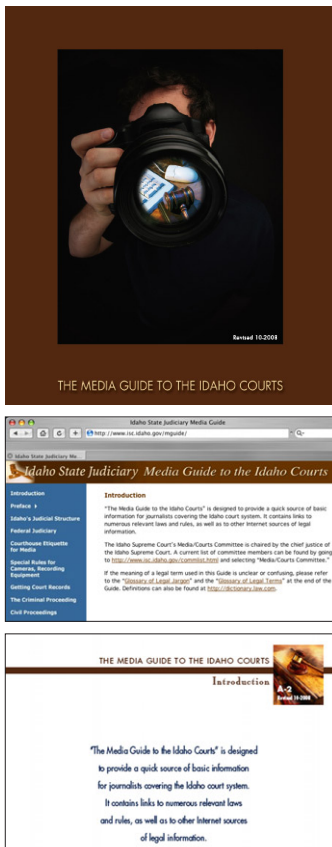 Revised 10-2008
THE MEDIA GUIDE TO THE IDAHO COURTS
Idaho State Judiciary Media Guide
http://www.isc.idaho.gov/mguide/
Idaho State Judiciary Me...
Idaho State Judiciary Media Guide to the Idaho Courts
Introduction
Preface
Idaho's Judicial Structure
Federal Judiciary
Courthouse Etiquette
for Media
Special Rules for
Cameras, Recording
Equipment
Getting Court Records
The Criminal Proceeding
Civil Proceedings
Introduction
"The Media Guide to the Idaho Courts" is designed to provide a quick source of basic
information for journalists covering the Idaho court system. It contains links to
numerous relevant laws and rules, as well as to other Internet sources of legal
information.
The Idaho Supreme Court's Media/Courts Committee is chaired by the chief justice of
the Idaho Supreme Court. A current list of committee members can be found by going
to http://www.isc.idaho.gov/commlist.html and selecting "Media/Courts Committee."
If the meaning of a legal term used in this Guide is unclear or confusing, please refer
to the "Glossary of Legal Jargon" and the "Glossary of Legal Terms" at the end of the
Guide. Definitions can also be found at http://dictionary.law.com.
THE MEDIA GUIDE TO THE IDAHO COURTS
Introduction
A-2
Revised 10-2008
"The Media Guide to the Idaho Courts" is designed
to provide a quick source of basic information
for journalists covering the Idaho court system.
It contains links to numerous relevant laws
and rules, as well as to other Internet sources
of legal information.